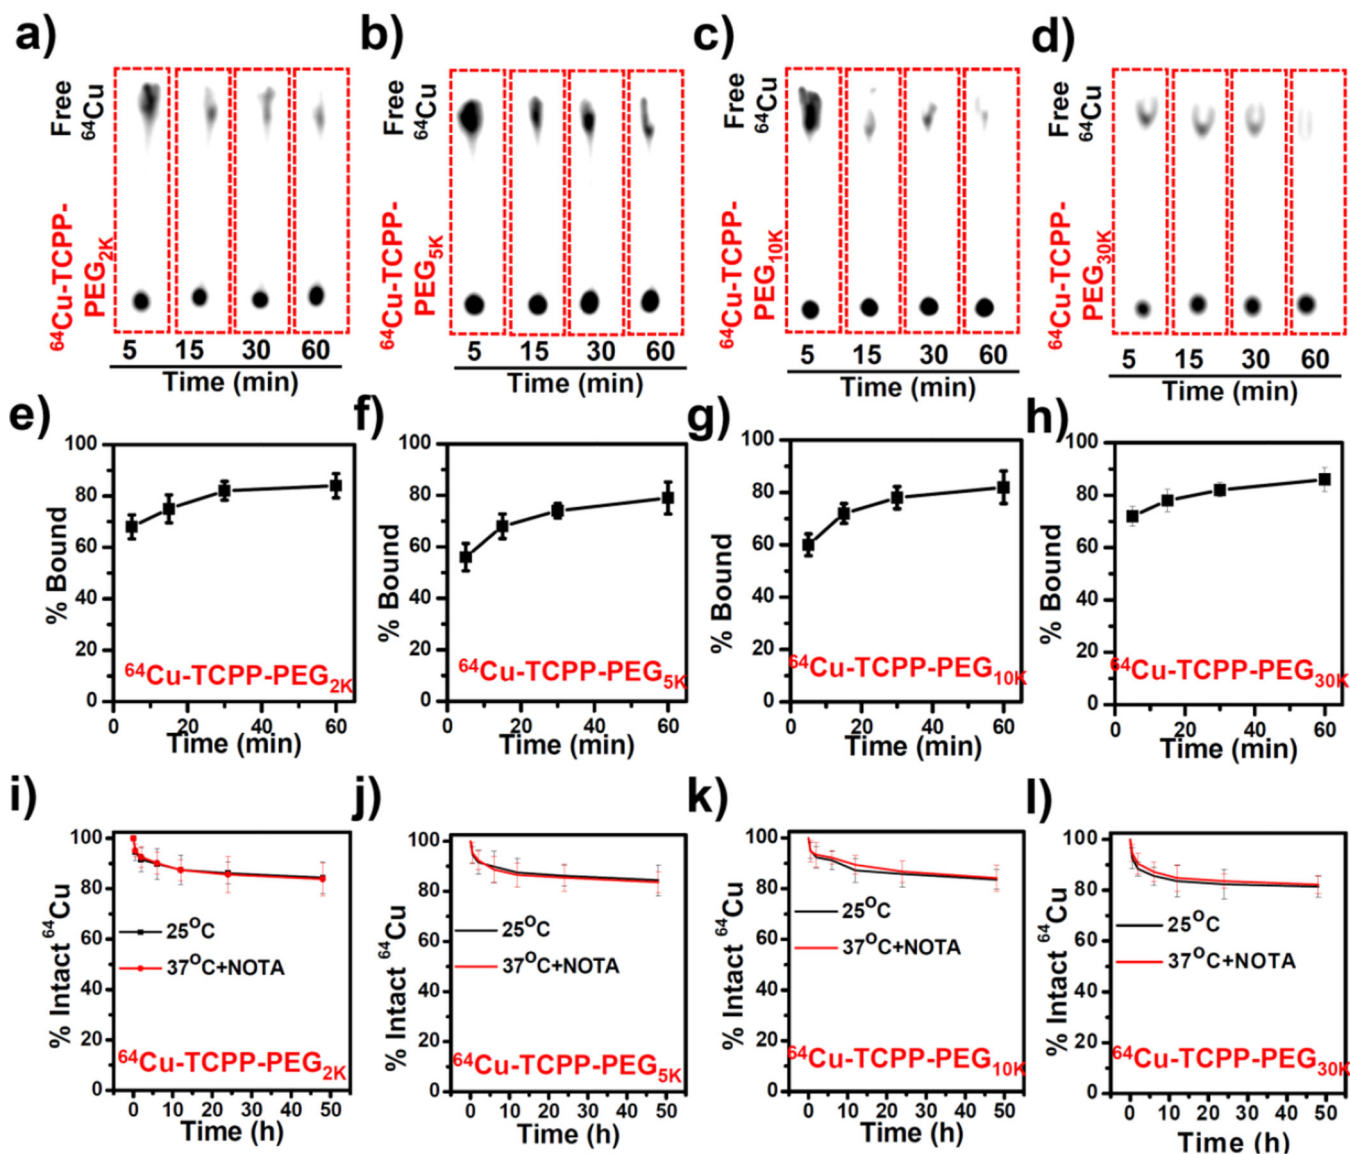 a)
b)
c)
d)
Free
⁶⁴Cu
⁶⁴Cu-TCPP-
PEG₂ₖ
5 15 30 60
Time (min)
Free
⁶⁴Cu
⁶⁴Cu-TCPP-
PEG₅ₖ
5 15 30 60
Time (min)
Free
⁶⁴Cu
⁶⁴Cu-TCPP-
PEG₁₀ₖ
5 15 30 60
Time (min)
Free
⁶⁴Cu
⁶⁴Cu-TCPP-
PEG₃₀ₖ
5 15 30 60
Time (min)
e)
% Bound
100
80
60
40
20
0
⁶⁴Cu-TCPP-PEG₂ₖ
0 20 40 60
Time (min)
f)
% Bound
100
80
60
40
20
0
⁶⁴Cu-TCPP-PEG₅ₖ
0 20 40 60
Time (min)
g)
% Bound
100
80
60
40
20
0
⁶⁴Cu-TCPP-PEG₁₀ₖ
0 20 40 60
Time (min)
h)
% Bound
100
80
60
40
20
0
⁶⁴Cu-TCPP-PEG₃₀ₖ
0 20 40 60
Time (min)
i)
% Intact ⁶⁴Cu
100
80
60
40
20
0
25°C
37°C+NOTA
⁶⁴Cu-TCPP-PEG₂ₖ
0 10 20 30 40 50
Time (h)
j)
% Intact ⁶⁴Cu
100
80
60
40
20
0
25°C
37°C+NOTA
⁶⁴Cu-TCPP-PEG₅ₖ
0 10 20 30 40 50
Time (h)
k)
% Intact ⁶⁴Cu
100
80
60
40
20
0
25°C
37°C+NOTA
⁶⁴Cu-TCPP-PEG₁₀ₖ
0 10 20 30 40 50
Time (h)
l)
% Intact ⁶⁴Cu
100
80
60
40
20
0
25°C
37°C+NOTA
⁶⁴Cu-TCPP-PEG₃₀ₖ
0 10 20 30 40 50
Time (h)